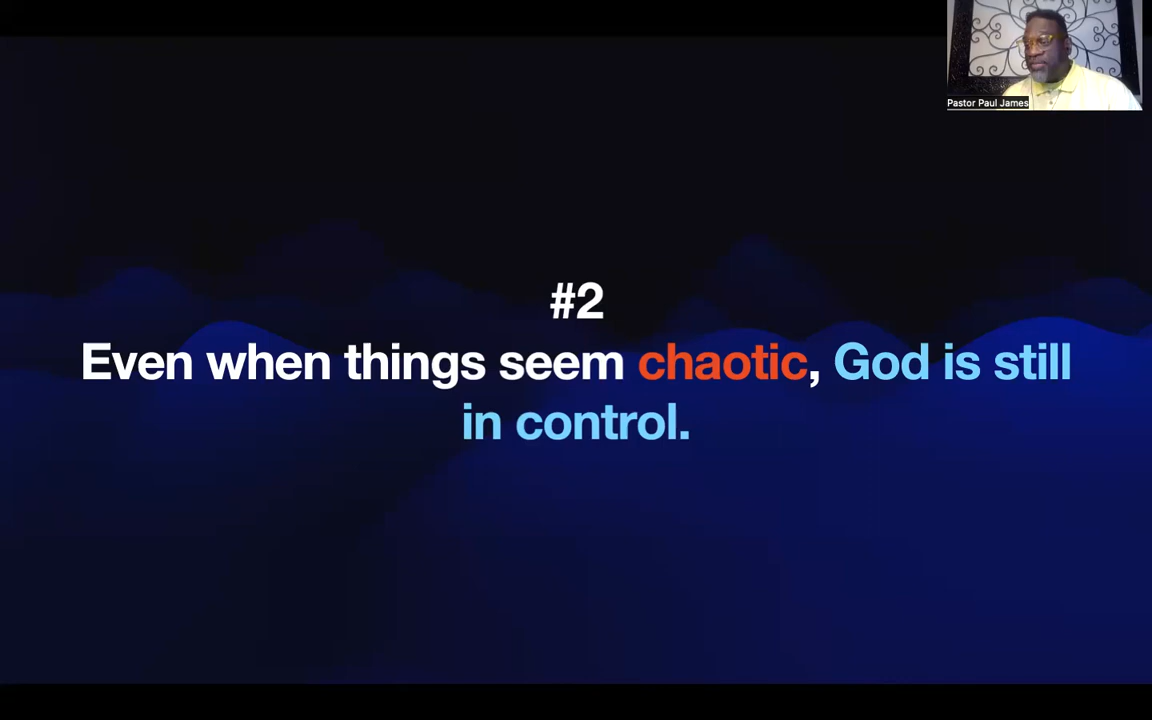 Pastor Paul James
#2
Even when things seem chaotic, God is still
in control.